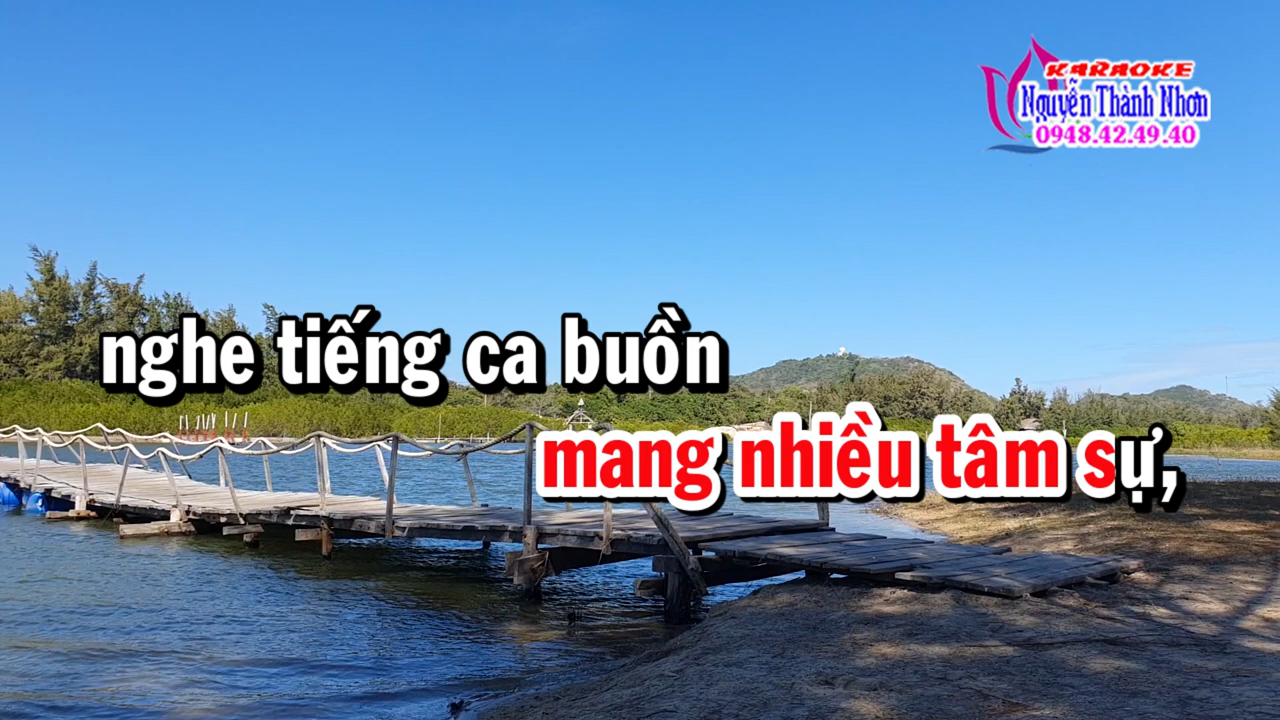 KARAOKE
Nguyễn Thành Nhơn
0948.42.49.40
nghe tiếng ca buồn
mang nhiều tâm sự,